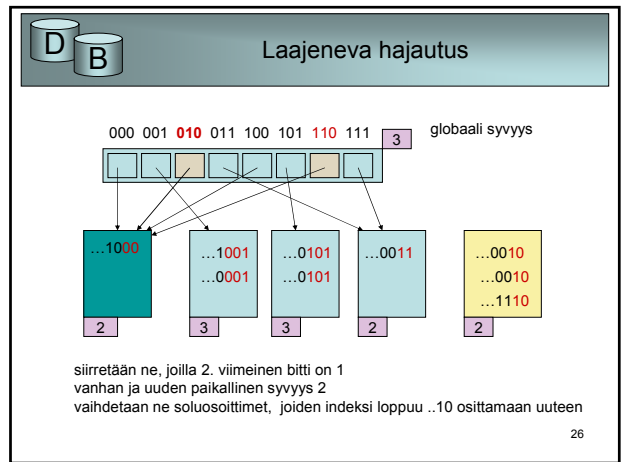 D B
Laajeneva hajautus
000 001 010 011 100 101 110 111
3
globaali syvyys
…1000
2
…1001
…0001
3
…0101
…0101
3
…0011
2
…0010
…0010
…1110
2
siirretään ne, joilla 2. viimeinen bitti on 1
vanhan ja uuden paikallinen syvyys 2
vaihdetaan ne soluosoittimet, joiden indeksi loppuu ..10 osittamaan uuteen
26